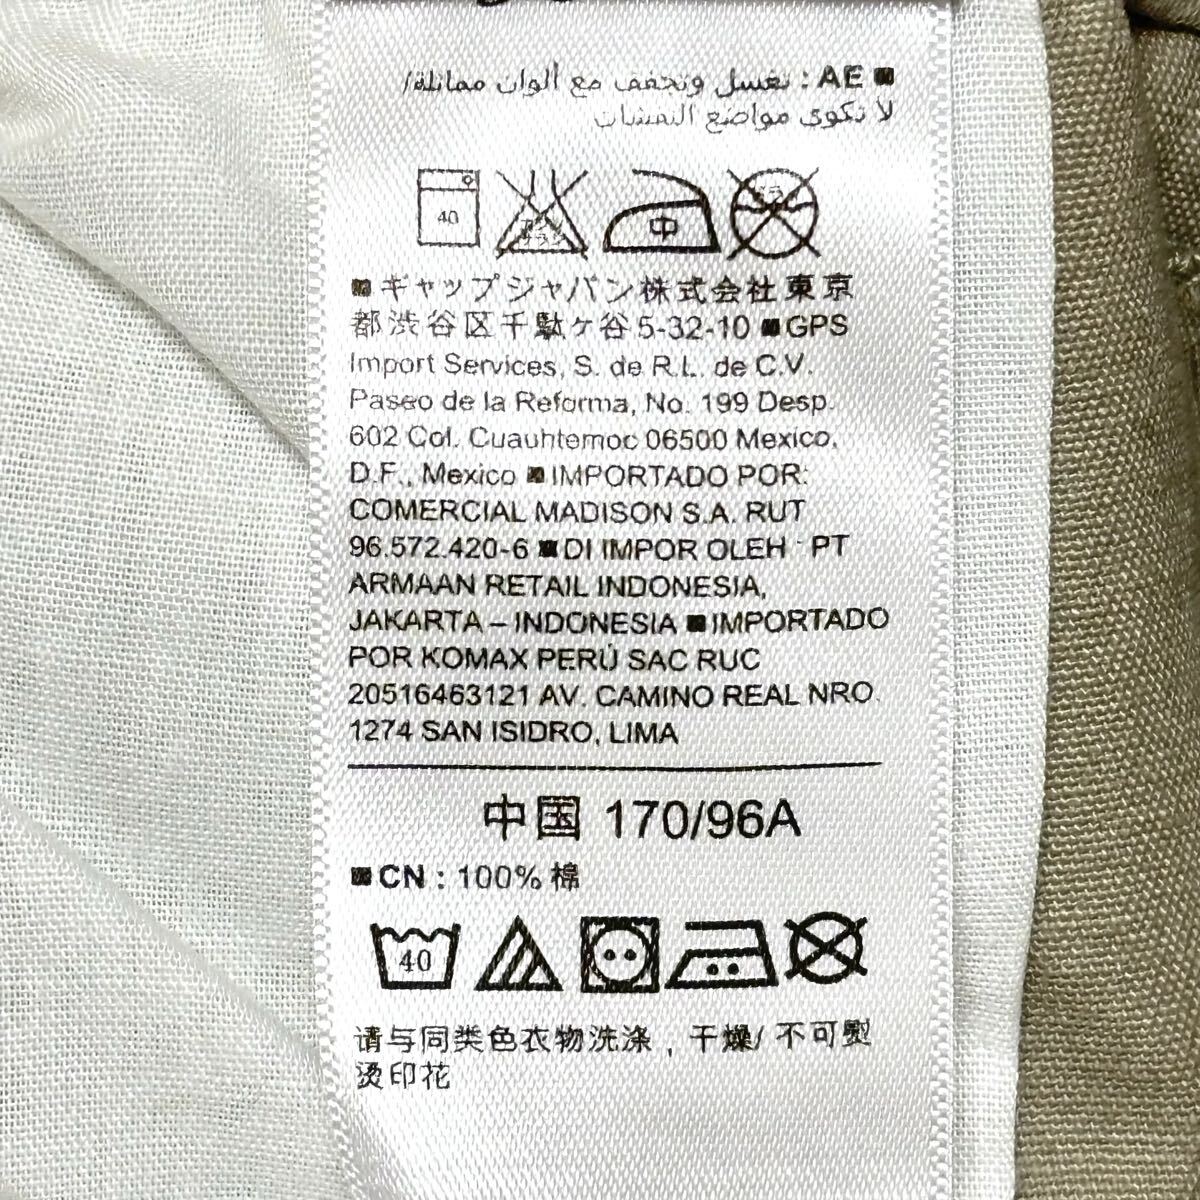 AE : تغسل وتجفف مع ألوان مماثلة/
لا تكوى مواضع النقشات
40 中
■ ギャップジャパン株式会社 東京
都渋谷区千駄ケ谷 5-32-10 ■ GPS
Import Services, S. de R.L. de C.V.
Paseo de la Reforma, No. 199 Desp.
602 Col. Cuauhtemoc 06500 Mexico,
D.F., Mexico ■ IMPORTADO POR:
COMERCIAL MADISON S.A. RUT
96.572.420-6 ■ DI IMPOR OLEH : PT
ARMAAN RETAIL INDONESIA,
JAKARTA – INDONESIA ■ IMPORTADO
POR KOMAX PERÚ SAC RUC
20516463121 AV. CAMINO REAL NRO.
1274 SAN ISIDRO, LIMA
中国 170/96A
■ CN : 100% 棉
40
请与同类色衣物洗涤，干燥/ 不可熨
烫印花